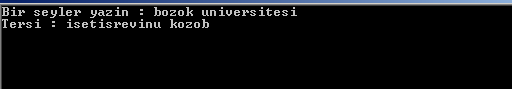 Bir seyler yazin : bozok universitesi
Tersi : isetisrevinu kozob